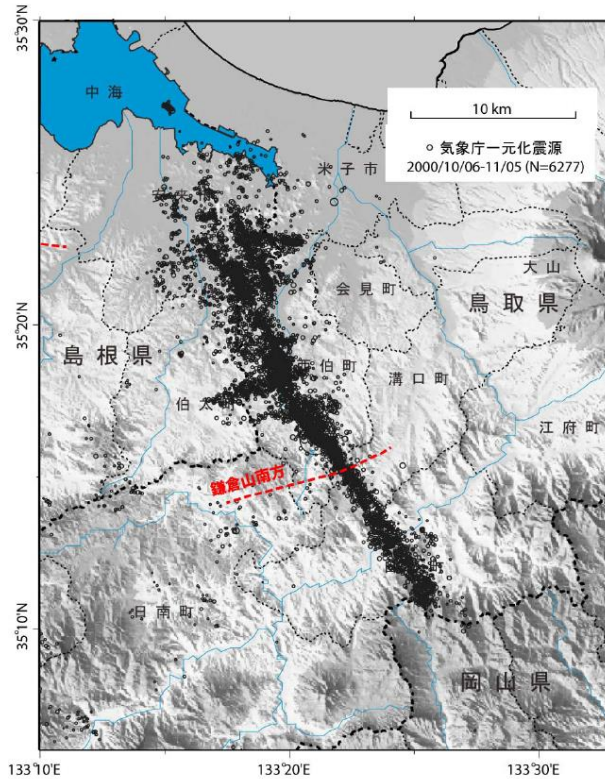 35°30'N
中海
10 km
気象庁一元化震源
2000/10/06-11/05 (N=6277)
米子市
大山
会見町
鳥取県
35°20'N
島根県
伯町
溝口町
伯太
江府町
鎌倉山南方
町
日南町
35°10'N
岡山県
133°10'E
133°20'E
133°30'E